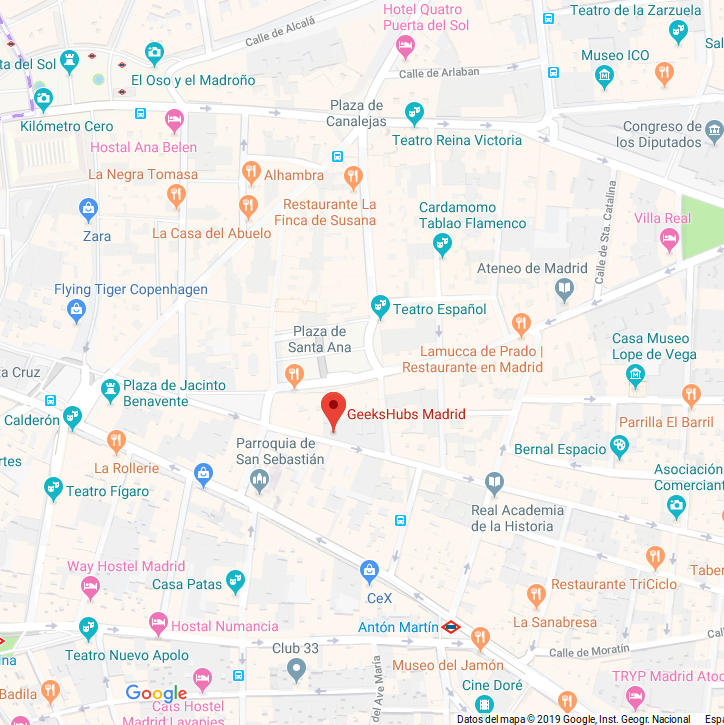 Hotel Quatro
Puerta del Sol
Teatro de la Zarzuela
Calle de Alcalá
Museo ICO
ta del Sol
El Oso y el Madroño
Calle de Arlaban
Plaza de
Canalejas
Kilómetro Cero
Teatro Reina Victoria
Congreso de
los Diputados
Hostal Ana Belen
La Negra Tomasa
Alhambra
Restaurante La
Finca de Susana
Cardamomo
Tablao Flamenco
Calle de Sta. Catalina
Villa Real
Zara
La Casa del Abuelo
Ateneo de Madrid
Flying Tiger Copenhagen
Teatro Español
Plaza de
Santa Ana
Casa Museo
Lope de Vega
Lamucca de Prado |
Restaurante en Madrid
ta Cruz
Plaza de Jacinto
Benavente
GeeksHubs Madrid
Calderón
Parrilla El Barril
Parroquia de
San Sebastián
Bernal Espacio
rtes
La Rollerie
Asociación
Comerciant
Teatro Fígaro
Real Academia
de la Historia
Way Hostel Madrid
Casa Patas
CeX
Restaurante TriCiclo
Taber
La Sanabresa
Hostal Numancia
Antón Martín
Club 33
Calle de Moratín
Teatro Nuevo Apolo
Museo del Jamón
TRYP Madrid Atoc
Badila
Google
Cats Hostel
Madrid Lavapies
del Ave María
Cine Doré
Datos del mapa © 2019 Google, Inst. Geogr. Nacional